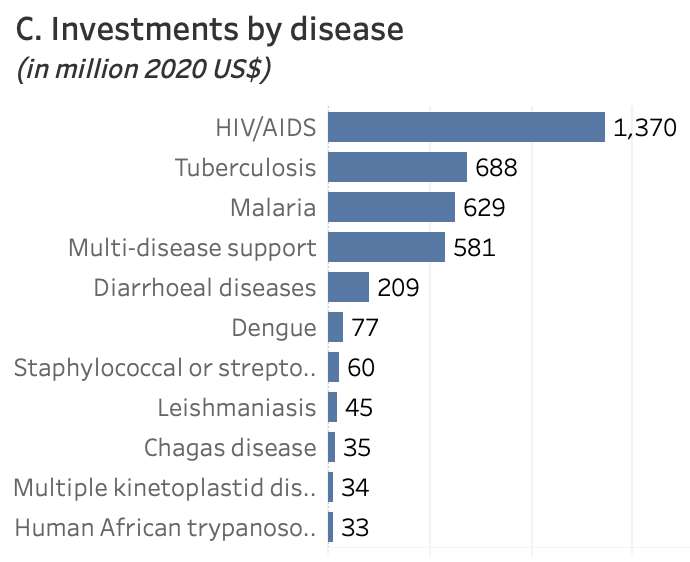 C. Investments by disease
(in million 2020 US$)
HIV/AIDS 1,370
Tuberculosis 688
Malaria 629
Multi-disease support 581
Diarrhoeal diseases 209
Dengue 77
Staphylococcal or strepto.. 60
Leishmaniasis 45
Chagas disease 35
Multiple kinetoplastid dis.. 34
Human African trypanoso.. 33